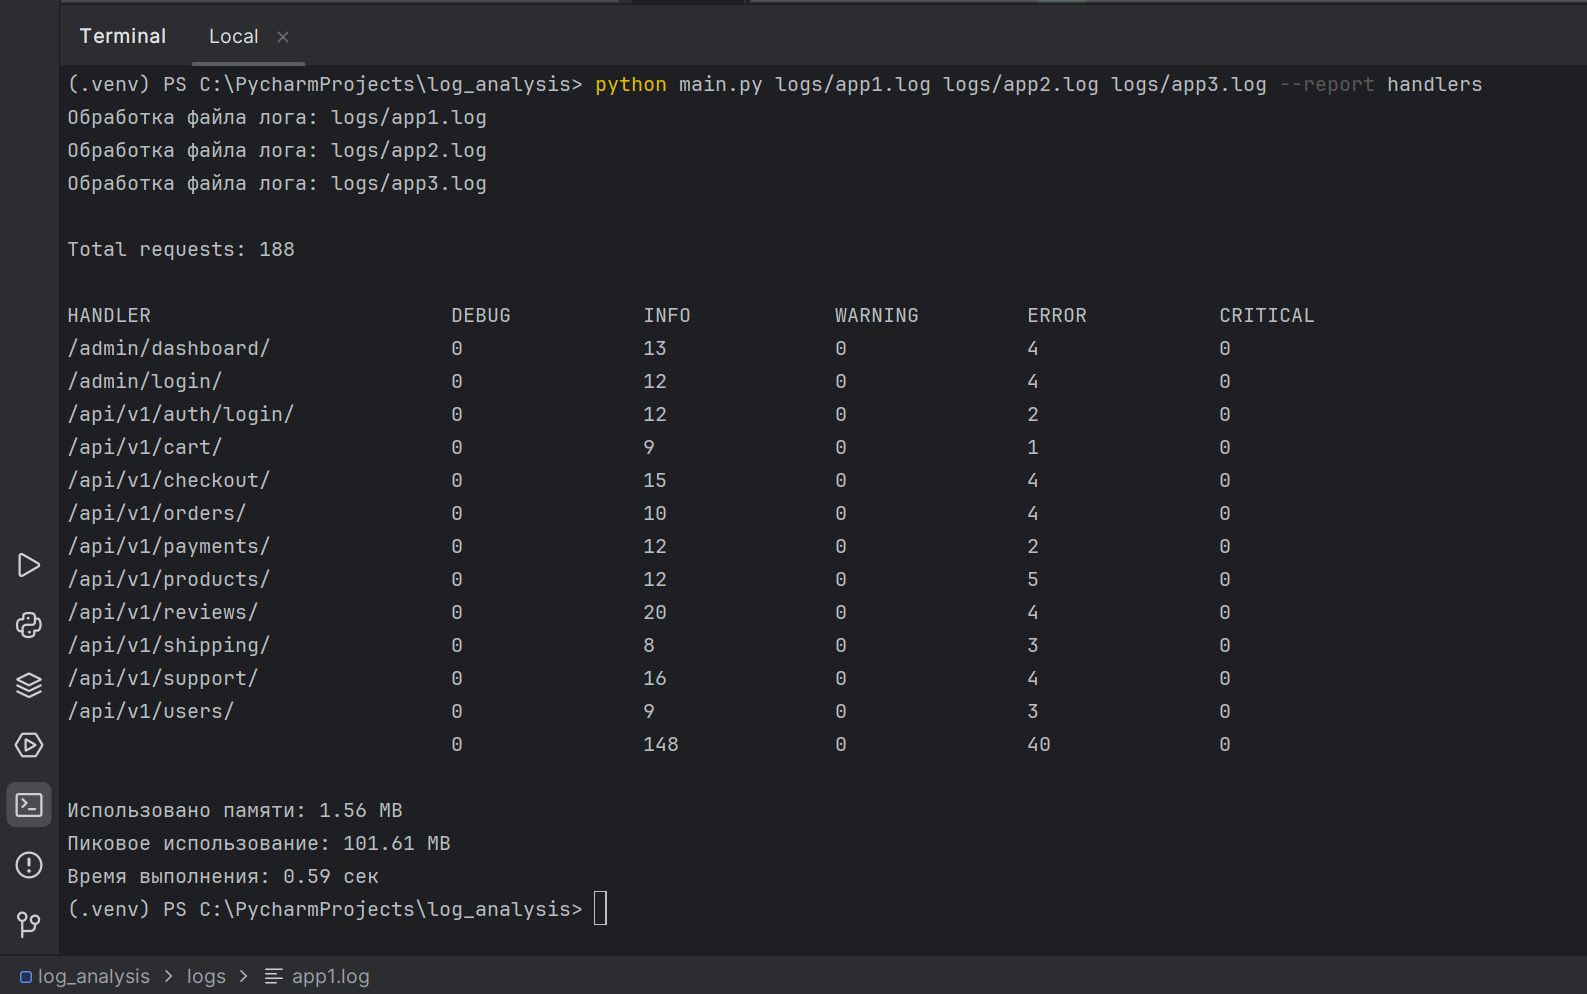 Terminal Local ×
(.venv) PS C:\PycharmProjects\log_analysis> python main.py logs/app1.log logs/app2.log logs/app3.log --report handlers
Обработка файла лога: logs/app1.log
Обработка файла лога: logs/app2.log
Обработка файла лога: logs/app3.log
Total requests: 188
HANDLER DEBUG INFO WARNING ERROR CRITICAL
/admin/dashboard/ 0 13 0 4 0
/admin/login/ 0 12 0 4 0
/api/v1/auth/login/ 0 12 0 2 0
/api/v1/cart/ 0 9 0 1 0
/api/v1/checkout/ 0 15 0 4 0
/api/v1/orders/ 0 10 0 4 0
/api/v1/payments/ 0 12 0 2 0
/api/v1/products/ 0 12 0 5 0
/api/v1/reviews/ 0 20 0 4 0
/api/v1/shipping/ 0 8 0 3 0
/api/v1/support/ 0 16 0 4 0
/api/v1/users/ 0 9 0 3 0
0 148 0 40 0
Использовано памяти: 1.56 MB
Пиковое использование: 101.61 MB
Время выполнения: 0.59 сек
(.venv) PS C:\PycharmProjects\log_analysis>
log_analysis > logs > app1.log